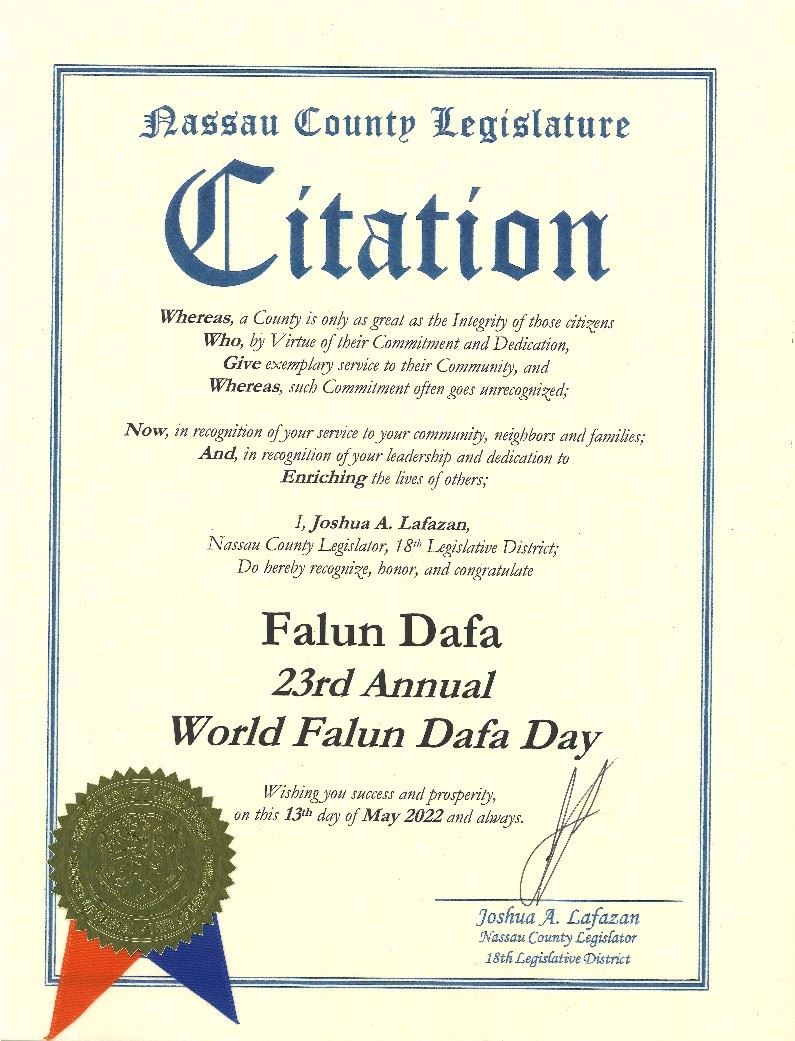 Nassau County Legislature
Citation
Whereas, a County is only as great as the Integrity of those citizens
Who, by Virtue of their Commitment and Dedication,
Give exemplary service to their Community, and
Whereas, such Commitment often goes unrecognized;
Now, in recognition of your service to your community, neighbors and families;
And, in recognition of your leadership and dedication to
Enriching the lives of others;
I, Joshua A. Lafazan,
Nassau County Legislator, 18th Legislative District;
Do hereby recognize, honor, and congratulate
Falun Dafa
23rd Annual
World Falun Dafa Day
Wishing you success and prosperity,
on this 13th day of May 2022 and always.
Joshua A. Lafazan
Nassau County Legislator
18th Legislative District